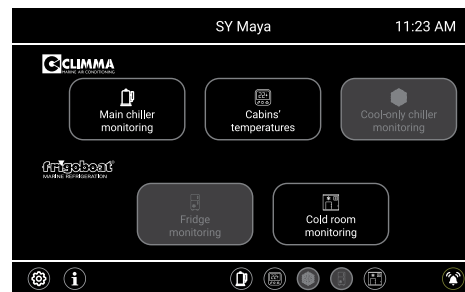 SY Maya
11:23 AM
CLIMMA
MARINE AIR CONDITIONING
Main chiller
monitoring
Cabins'
temperatures
Cool-only chiller
monitoring
frigoboat
MARINE REFRIGERATION
Fridge
monitoring
Cold room
monitoring